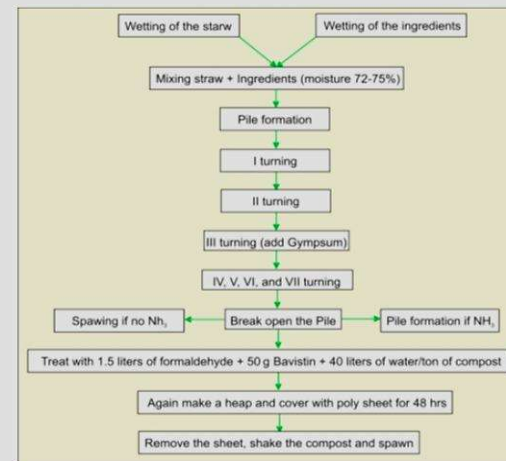 Wetting of the starw
Wetting of the ingredients
Mixing straw + Ingredients (moisture 72-75%)
Pile formation
I turning
II turning
III turning (add Gympsum)
IV, V, VI, and VII turning
Spawing if no Nh₃
Break open the Pile
Pile formation if NH₃
Treat with 1.5 liters of formaldehyde + 50 g Bavistin + 40 liters of water/ton of compost
Again make a heap and cover with poly sheet for 48 hrs
Remove the sheet, shake the compost and spawn